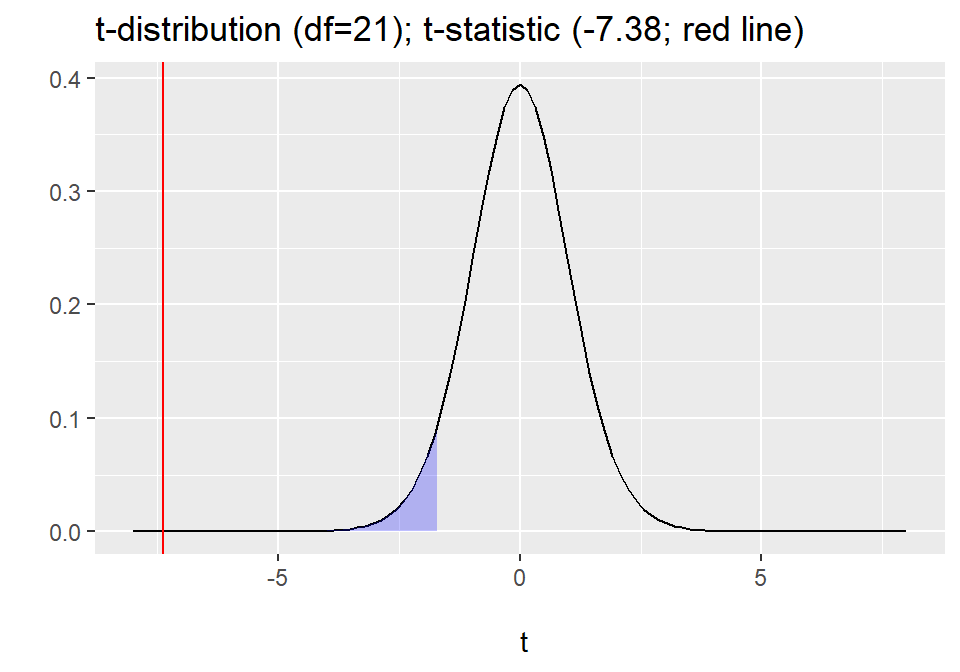 t-distribution (df=21); t-statistic (-7.38; red line)
0.4
0.3
0.2
0.1
0.0
-5 0 5
t